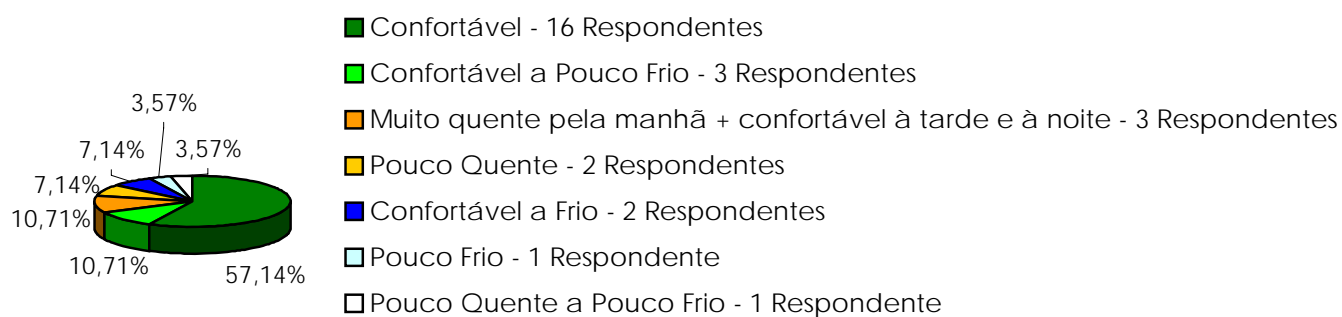 Confortável - 16 Respondentes
Confortável a Pouco Frio - 3 Respondentes
Muito quente pela manhã + confortável à tarde e à noite - 3 Respondentes
Pouco Quente - 2 Respondentes
Confortável a Frio - 2 Respondentes
Pouco Frio - 1 Respondente
Pouco Quente a Pouco Frio - 1 Respondente
3,57%
7,14%
3,57%
7,14%
10,71%
10,71%
57,14%